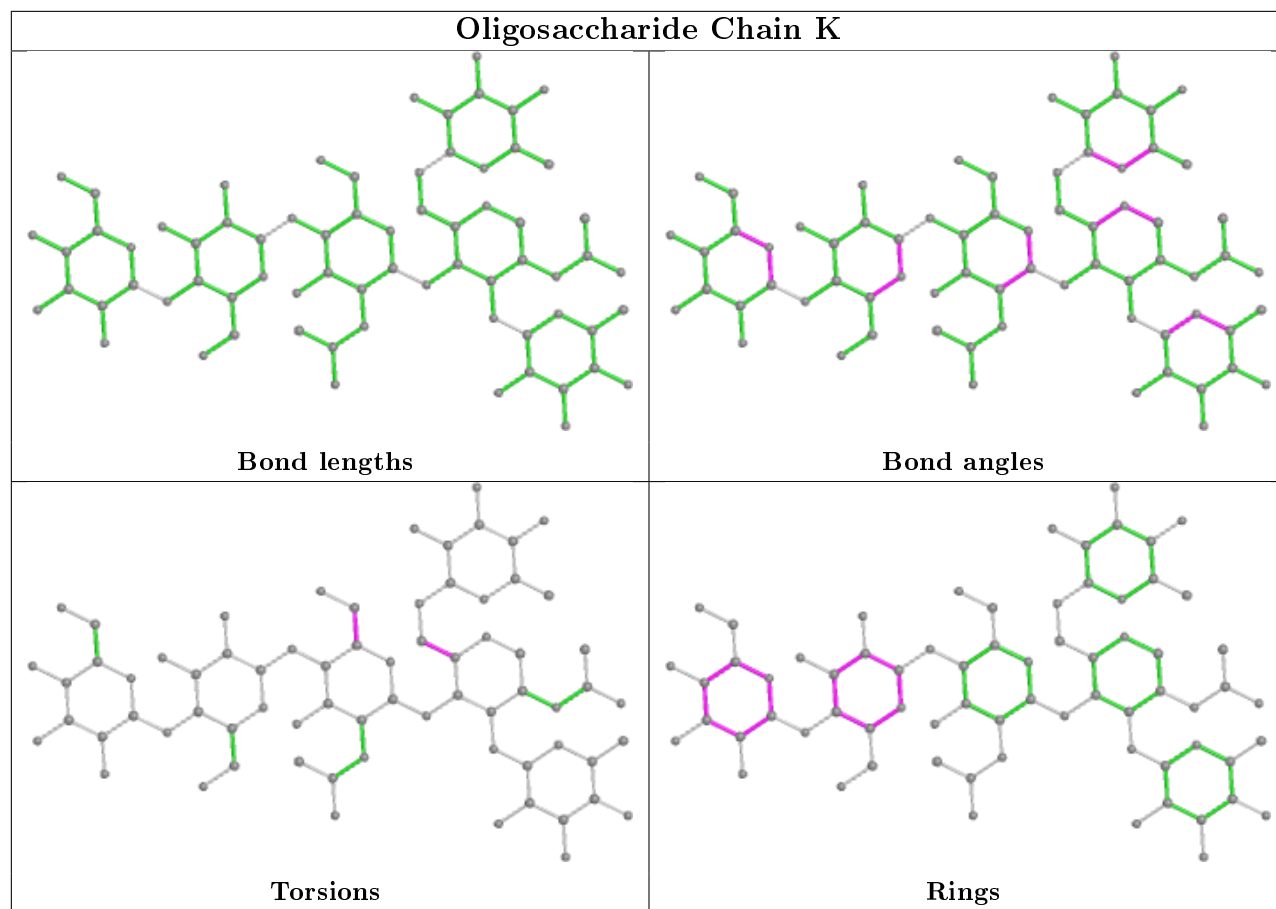 Oligosaccharide Chain K
Bond lengths
Bond angles
Torsions
Rings